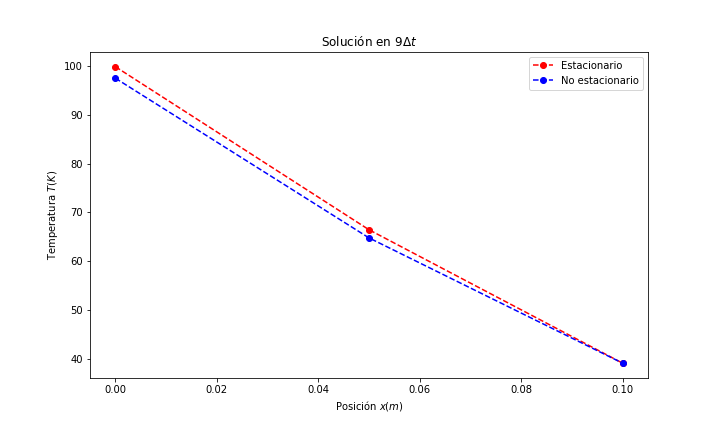 Solución en 9Δt
Estacionario
No estacionario
100
90
80
70
60
50
40
Temperatura T(K)
0.00
0.02
0.04
0.06
0.08
0.10
Posición x(m)